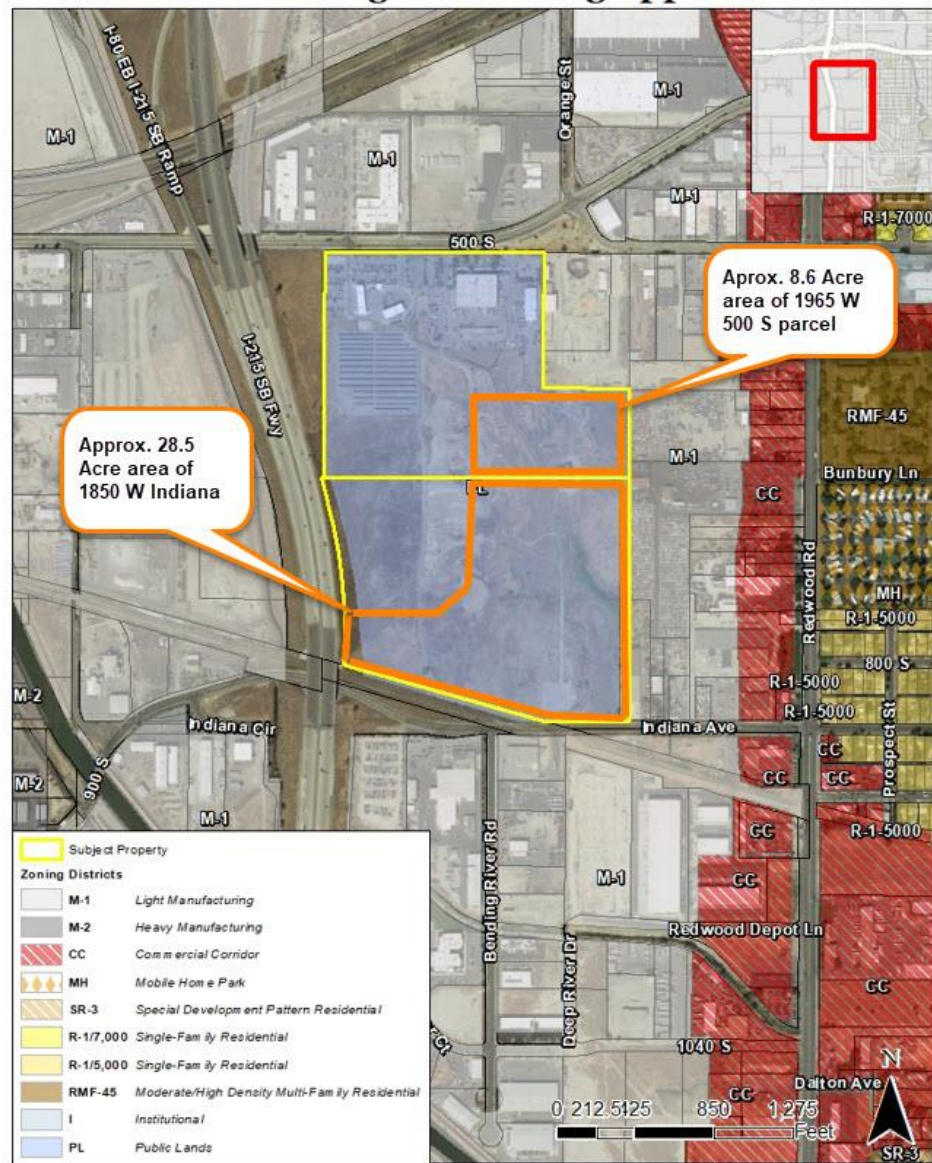 I-80 EB I-215 SB Ramp
Orange St
M-1
M-1
M-1
M-1
R-1-7000
500 S
Aprox. 8.6 Acre
area of 1965 W
500 S parcel
I-215 SB Fwy
RMF-45
Approx. 28.5
Acre area of
1850 W Indiana
M-1
Bunbury Ln
CC
Redwood Rd
MH
R-1-5000
800 S
R-1-5000
M-2
R-1-5000
Indiana Cir
Indiana Ave
Prospect St
CC
M-2
900 S
CC
CC
M-1
CC
R-1-5000
Bending River Rd
M-1
CC
Redwood Depot Ln
Deep River Dr
CC
1040 S
CC
Dalton Ave
N
0 212.5425 850 1,275
Feet
SR-3
Subject Property
Zoning Districts
M-1 Light Manufacturing
M-2 Heavy Manufacturing
CC Commercial Corridor
MH Mobile Home Park
SR-3 Special Development Pattern Residential
R-1/7,000 Single-Family Residential
R-1/5,000 Single-Family Residential
RMF-45 Moderate/High Density Multi-Family Residential
I Institutional
PL Public Lands